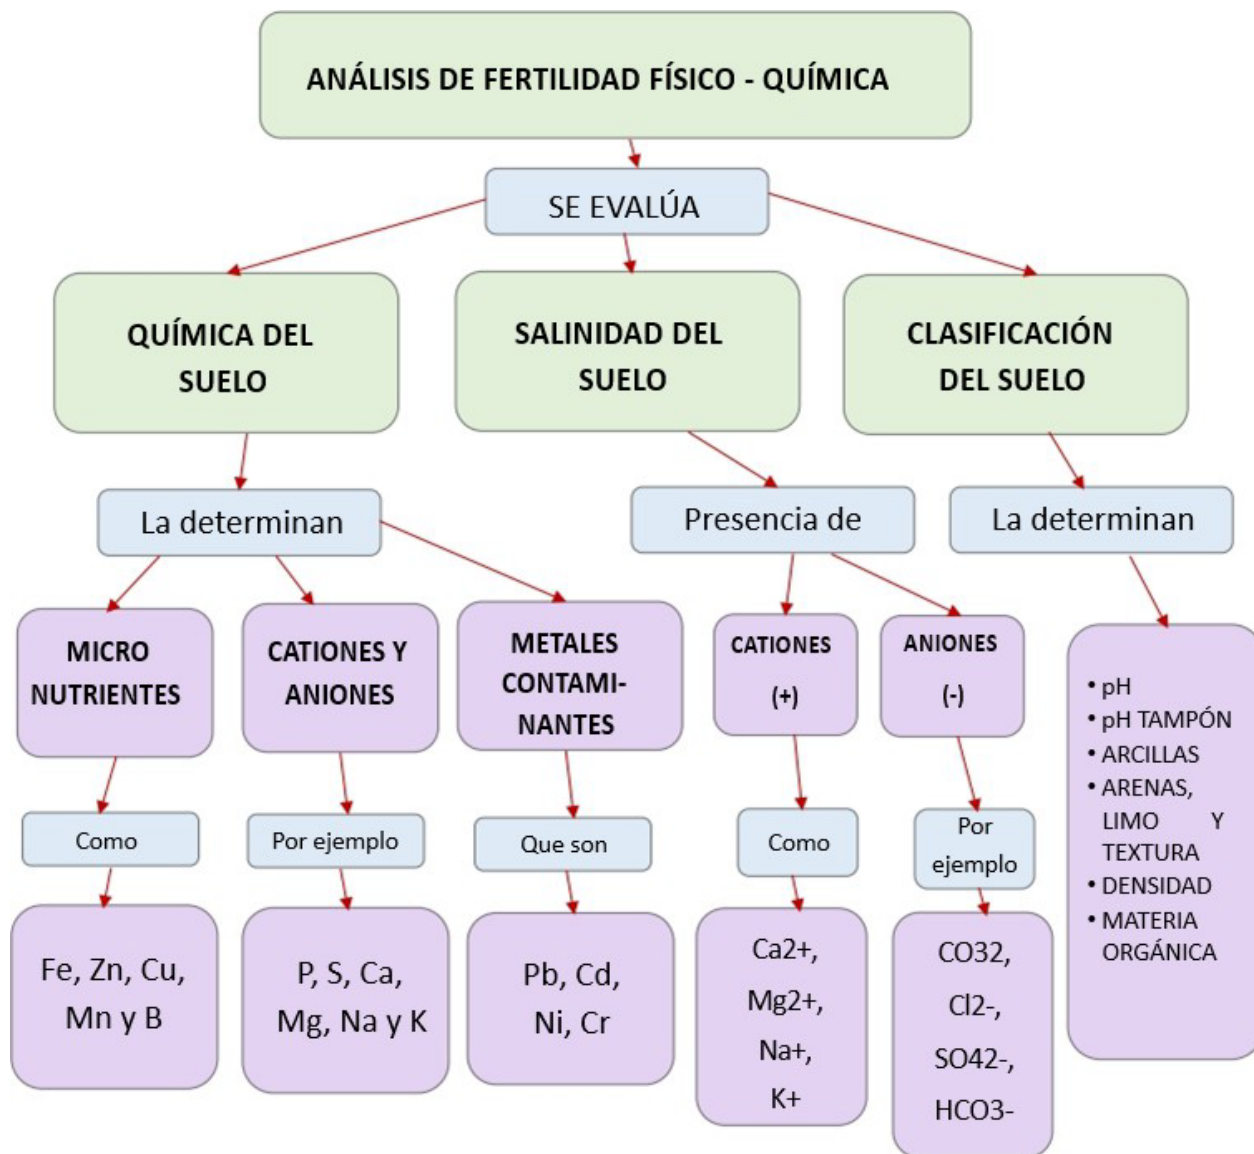 ANÁLISIS DE FERTILIDAD FÍSICO - QUÍMICA
SE EVALÚA
QUÍMICA DEL
SUELO
SALINIDAD DEL
SUELO
CLASIFICACIÓN
DEL SUELO
La determinan
Presencia de
La determinan
MICRO
NUTRIENTES
CATIONES Y
ANIONES
METALES
CONTAMI-
NANTES
CATIONES
(+)
ANIONES
(-)
• pH
• pH TAMPÓN
• ARCILLAS
• ARENAS,
LIMO Y
TEXTURA
• DENSIDAD
• MATERIA
ORGÁNICA
Como
Por ejemplo
Que son
Como
Por
ejemplo
Fe, Zn, Cu,
Mn y B
P, S, Ca,
Mg, Na y K
Pb, Cd,
Ni, Cr
Ca2+,
Mg2+,
Na+,
K+
CO32,
Cl2-,
SO42-,
HCO3-